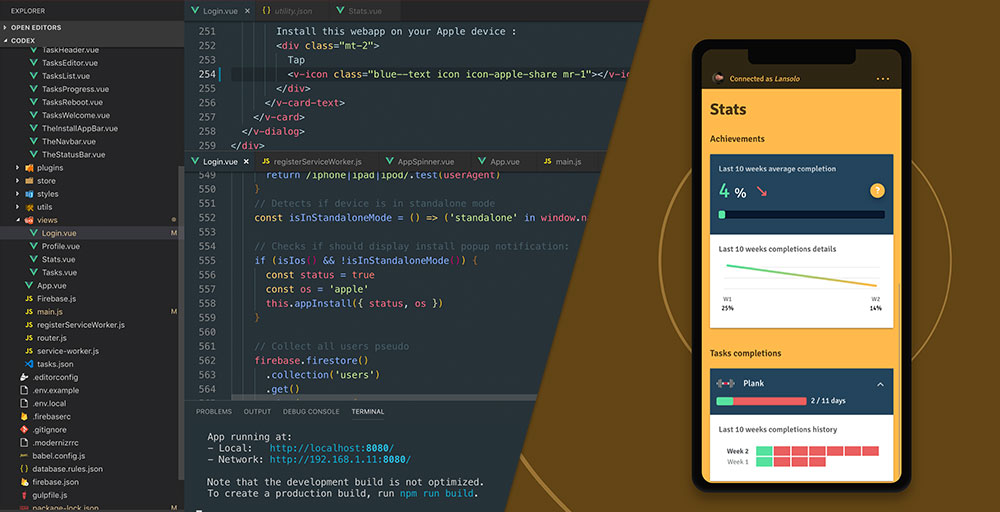 EXPLORER
OPEN EDITORS
CODEX
TaskHeader.vue
TasksEditor.vue
TasksList.vue
TasksProgress.vue
TasksReboot.vue
TasksWelcome.vue
TheInstallAppBar.vue
TheNavbar.vue
TheStatusBar.vue
plugins
store
styles
utils
views
Login.vue M
Profile.vue
Stats.vue
Tasks.vue
App.vue
Firebase.js
main.js M
registerServiceWorker.js
router.js
service-worker.js
tasks.json
.editorconfig
.env.example
.env.local
.firebaserc
.gitignore
.modernizrrc
babel.config.js
database.rules.json
firebase.json
gulpfile.js
package-lock.json
Login.vue × {} utility.json Stats.vue
251 Install this webapp on your Apple device :
252 <div class="mt-2">
253 Tap
254 <v-icon class="blue--text icon icon-apple-share mr-1"></v-ic
255 </div>
256 </v-card-text>
257 </v-card>
258 </v-dialog>
259 </div>
Login.vue × JS registerServiceWorker.js AppSpinner.vue App.vue JS main.js
549 return /iphone|ipad|ipod/.test(userAgent)
550 }
551 // Detects if device is in standalone mode
552 const isInStandaloneMode = () => ('standalone' in window.n
553
554 // Checks if should display install popup notification:
555 if (isIos() && !isInStandaloneMode()) {
556 const status = true
557 const os = 'apple'
558 this.appInstall({ status, os })
559 }
560
561 // Collect all users pseudo
562 firebase.firestore()
563 .collection('users')
564 .get()
PROBLEMS OUTPUT DEBUG CONSOLE TERMINAL
App running at:
- Local: http://localhost:8080/
- Network: http://192.168.1.11:8080/
Note that the development build is not optimized.
To create a production build, run npm run build.
Connected as Lansolo
Stats
Achievements
Last 10 weeks average completion
4 %
?
Last 10 weeks completions details
W1 W2
25% 14%
Tasks completions
Plank
2 / 11 days
Last 10 weeks completions history
Week 2
Week 1